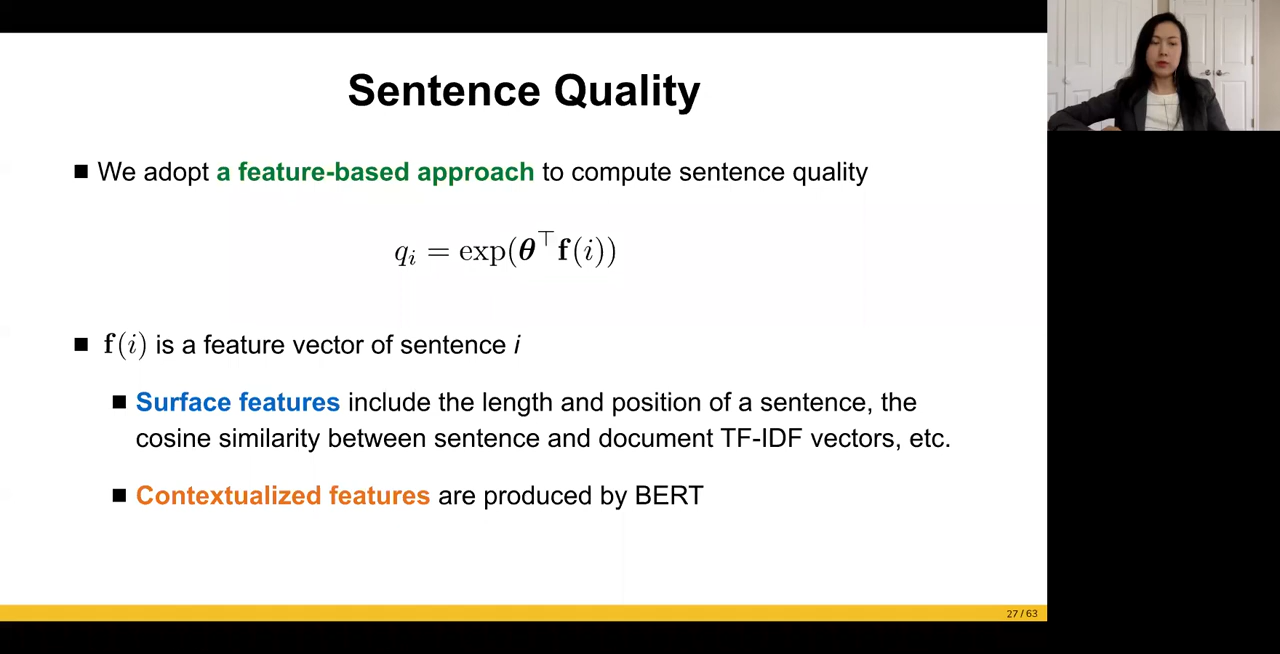 Sentence Quality
■ We adopt a feature-based approach to compute sentence quality
qᵢ = exp(θ⊤f(i))
■ f(i) is a feature vector of sentence i
■ Surface features include the length and position of a sentence, the
cosine similarity between sentence and document TF-IDF vectors, etc.
■ Contextualized features are produced by BERT
27 / 63